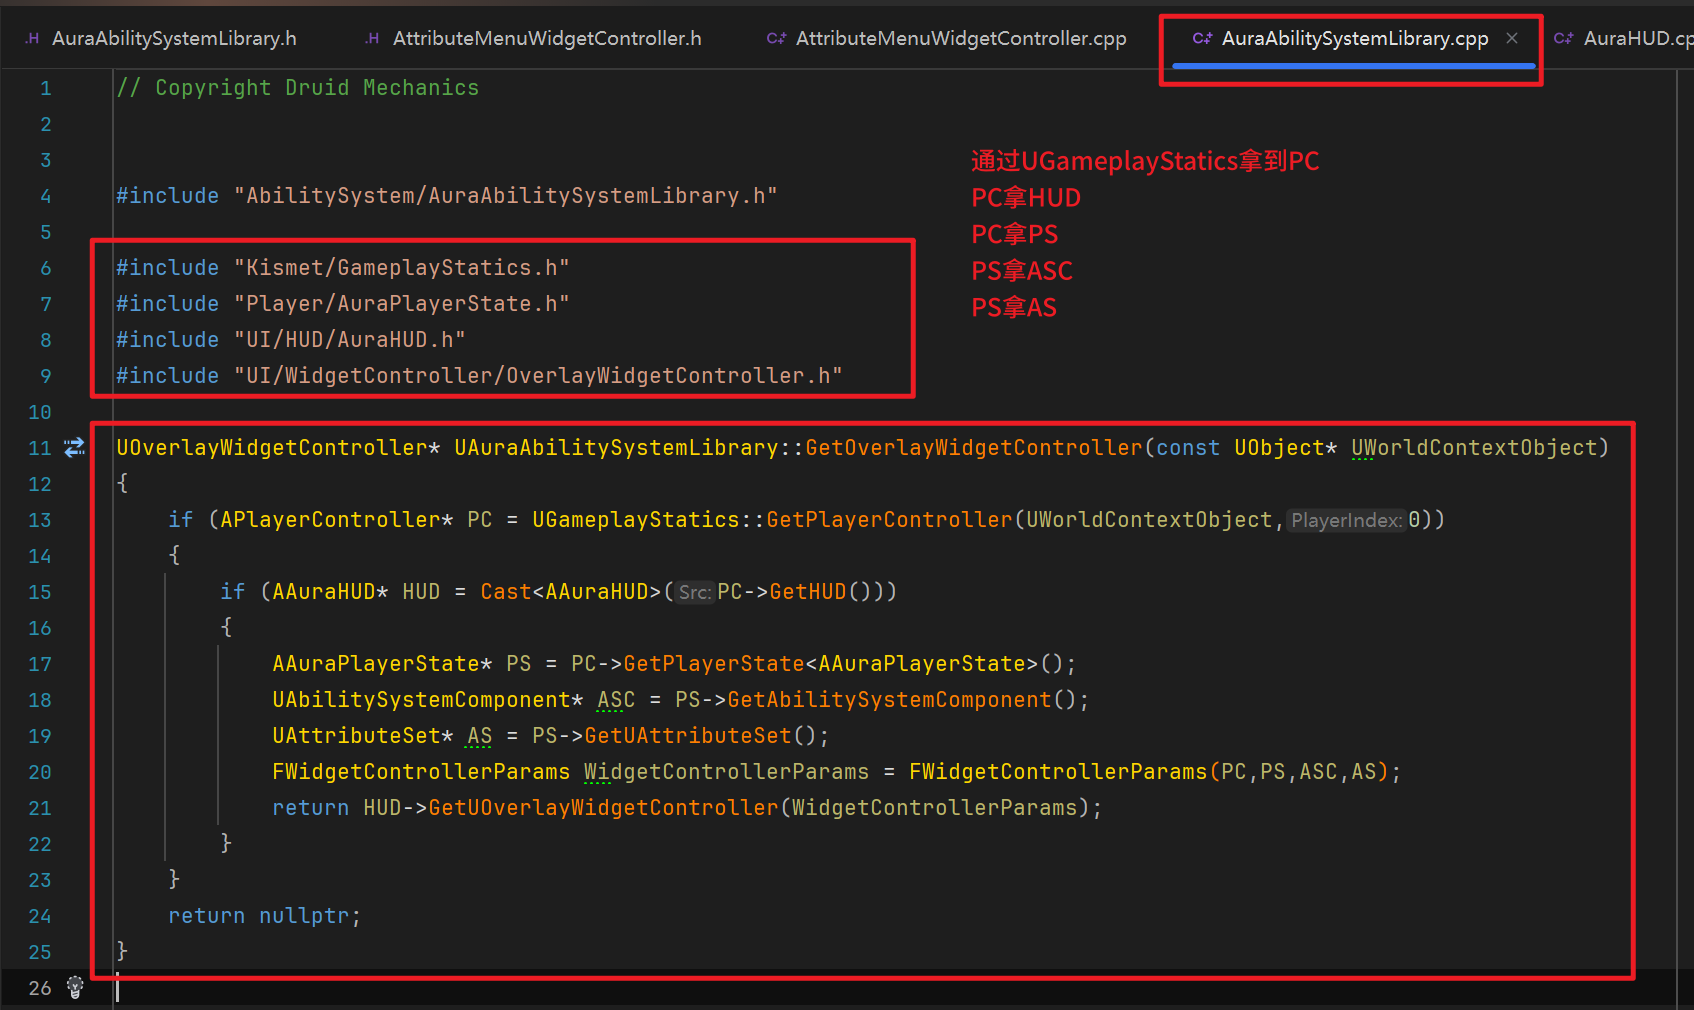 .H AuraAbilitySystemLibrary.h .H AttributeMenuWidgetController.h C++ AttributeMenuWidgetController.cpp C++ AuraAbilitySystemLibrary.cpp × C++ AuraHUD.cp
1 // Copyright Druid Mechanics
2
3
通过UGameplayStatics拿到PC
4 #include "AbilitySystem/AuraAbilitySystemLibrary.h"
PC拿HUD
5
PC拿PS
6 #include "Kismet/GameplayStatics.h"
PS拿ASC
7 #include "Player/AuraPlayerState.h"
PS拿AS
8 #include "UI/HUD/AuraHUD.h"
9 #include "UI/WidgetController/OverlayWidgetController.h"
10
11 UOverlayWidgetController* UAuraAbilitySystemLibrary::GetOverlayWidgetController(const UObject* UWorldContextObject)
12 {
13 if (APlayerController* PC = UGameplayStatics::GetPlayerController(UWorldContextObject, PlayerIndex: 0))
14 {
15 if (AAuraHUD* HUD = Cast<AAuraHUD>( Src: PC->GetHUD()))
16 {
17 AAuraPlayerState* PS = PC->GetPlayerState<AAuraPlayerState>();
18 UAbilitySystemComponent* ASC = PS->GetAbilitySystemComponent();
19 UAttributeSet* AS = PS->GetUAttributeSet();
20 FWidgetControllerParams WidgetControllerParams = FWidgetControllerParams(PC,PS,ASC,AS);
21 return HUD->GetUOverlayWidgetController(WidgetControllerParams);
22 }
23 }
24 return nullptr;
25 }
26